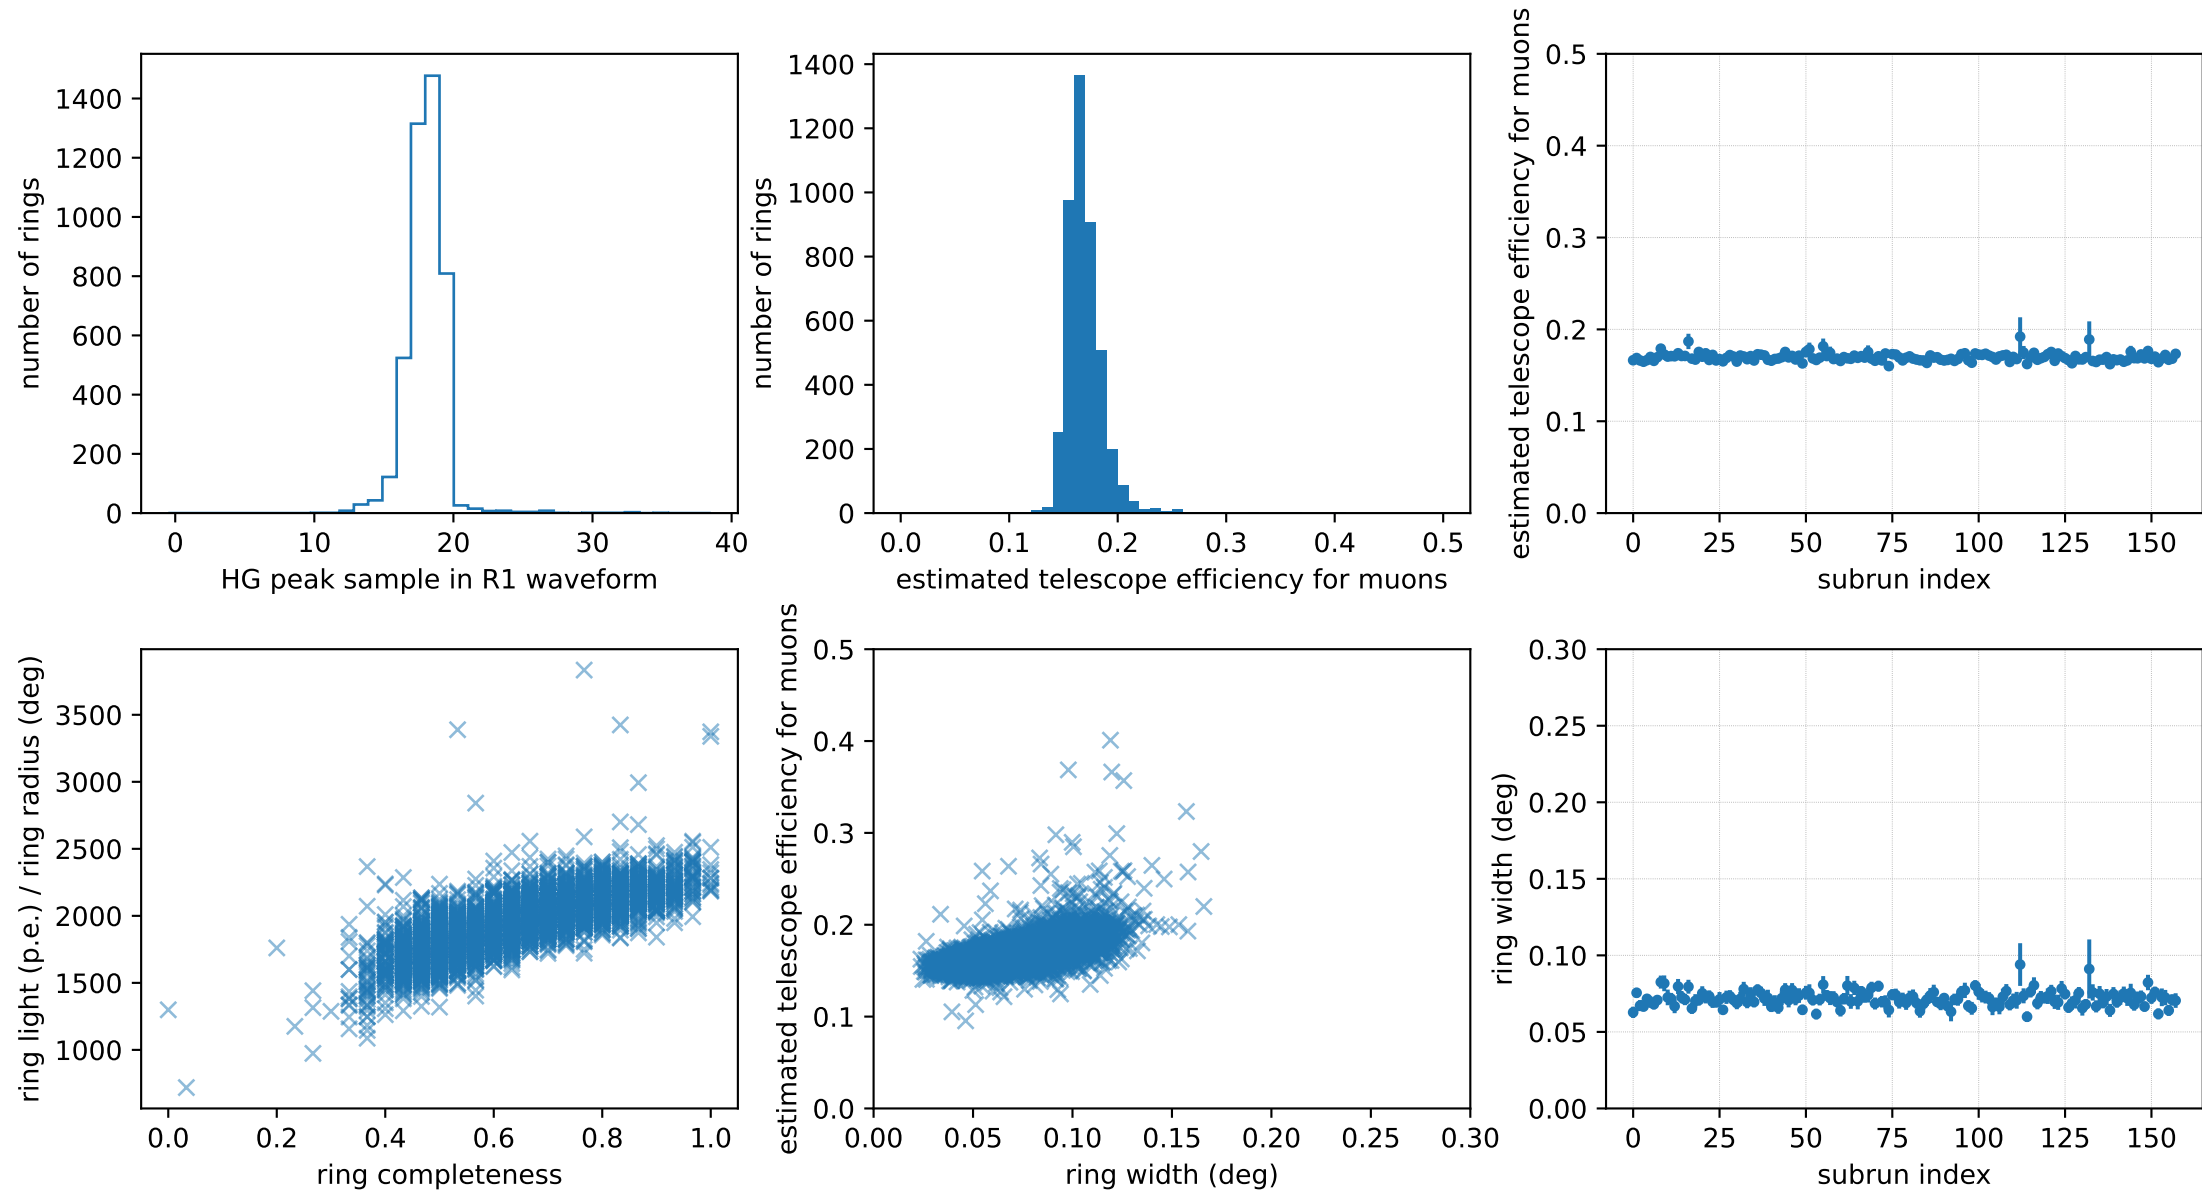 number of rings
1400
1200
1000
800
600
400
200
0
0 10 20 30 40
HG peak sample in R1 waveform
number of rings
1400
1200
1000
800
600
400
200
0
0.0 0.1 0.2 0.3 0.4 0.5
estimated telescope efficiency for muons
estimated telescope efficiency for muons
0.5
0.4
0.3
0.2
0.1
0.0
0 25 50 75 100 125 150
subrun index
ring light (p.e.) / ring radius (deg)
3500
3000
2500
2000
1500
1000
0.0 0.2 0.4 0.6 0.8 1.0
ring completeness
estimated telescope efficiency for muons
0.5
0.4
0.3
0.2
0.1
0.0
0.00 0.05 0.10 0.15 0.20 0.25 0.30
ring width (deg)
ring width (deg)
0.30
0.25
0.20
0.15
0.10
0.05
0.00
0 25 50 75 100 125 150
subrun index